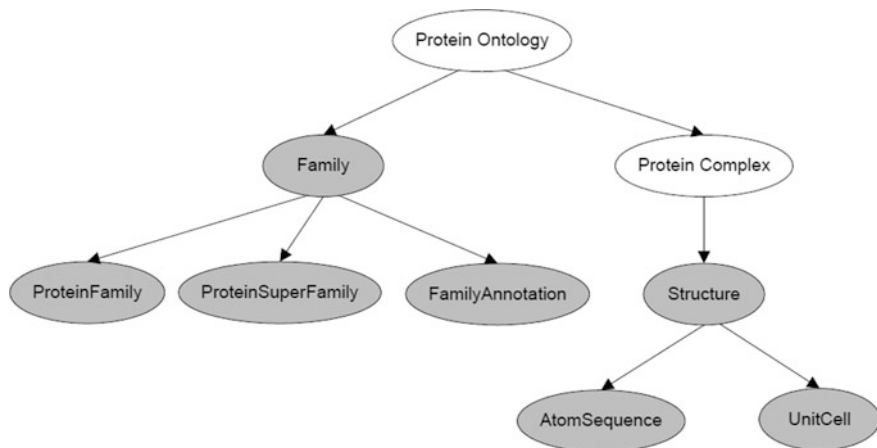 Protein Ontology
Family
Protein Complex
ProteinFamily
ProteinSuperFamily
FamilyAnnotation
Structure
AtomSequence
UnitCell